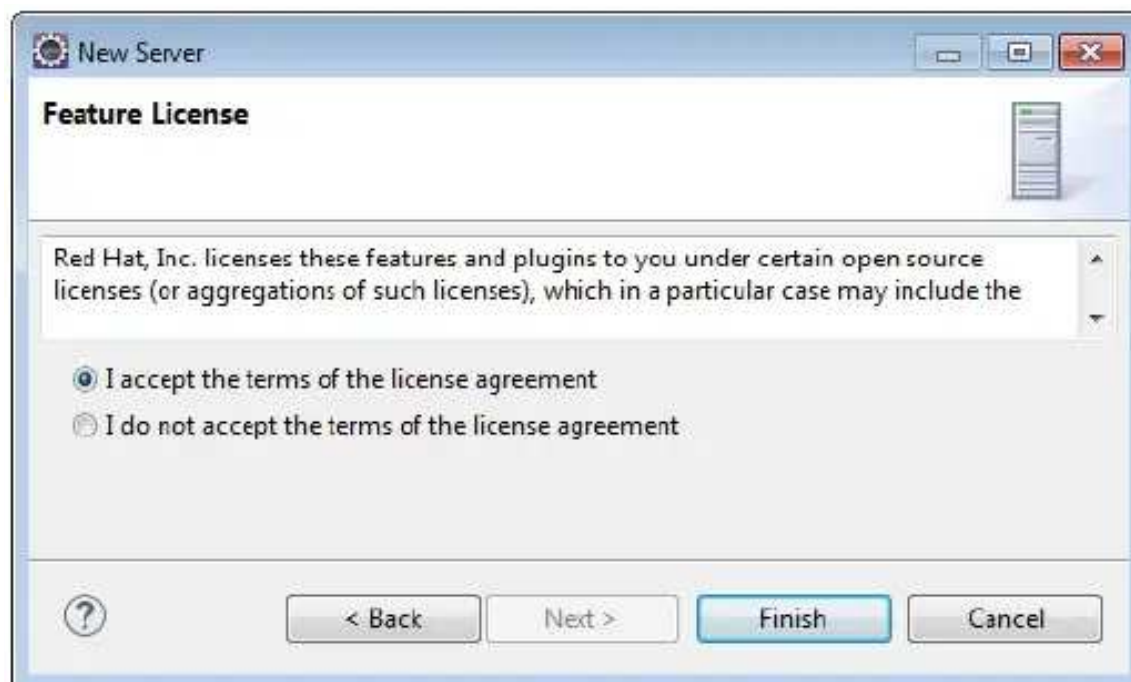 New Server
Feature License
Red Hat, Inc. licenses these features and plugins to you under certain open source
licenses (or aggregations of such licenses), which in a particular case may include the
I accept the terms of the license agreement
I do not accept the terms of the license agreement
?
< Back
Next >
Finish
Cancel